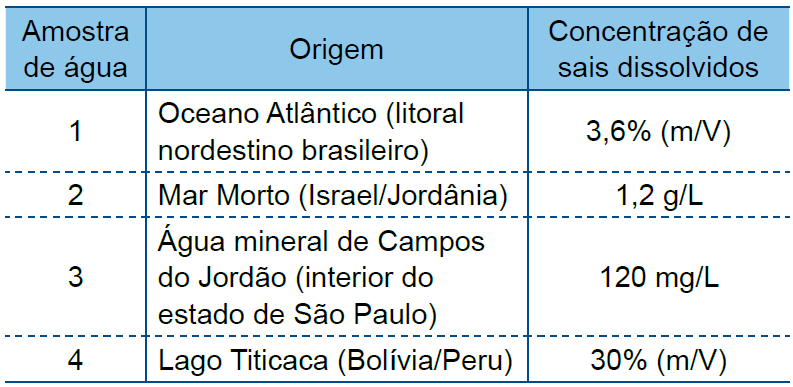 Amostra
de água
Origem
Concentração de
sais dissolvidos
1
Oceano Atlântico (litoral
nordestino brasileiro)
3,6% (m/V)
2
Mar Morto (Israel/Jordânia)
1,2 g/L
3
Água mineral de Campos
do Jordão (interior do
estado de São Paulo)
120 mg/L
4
Lago Titicaca (Bolívia/Peru)
30% (m/V)